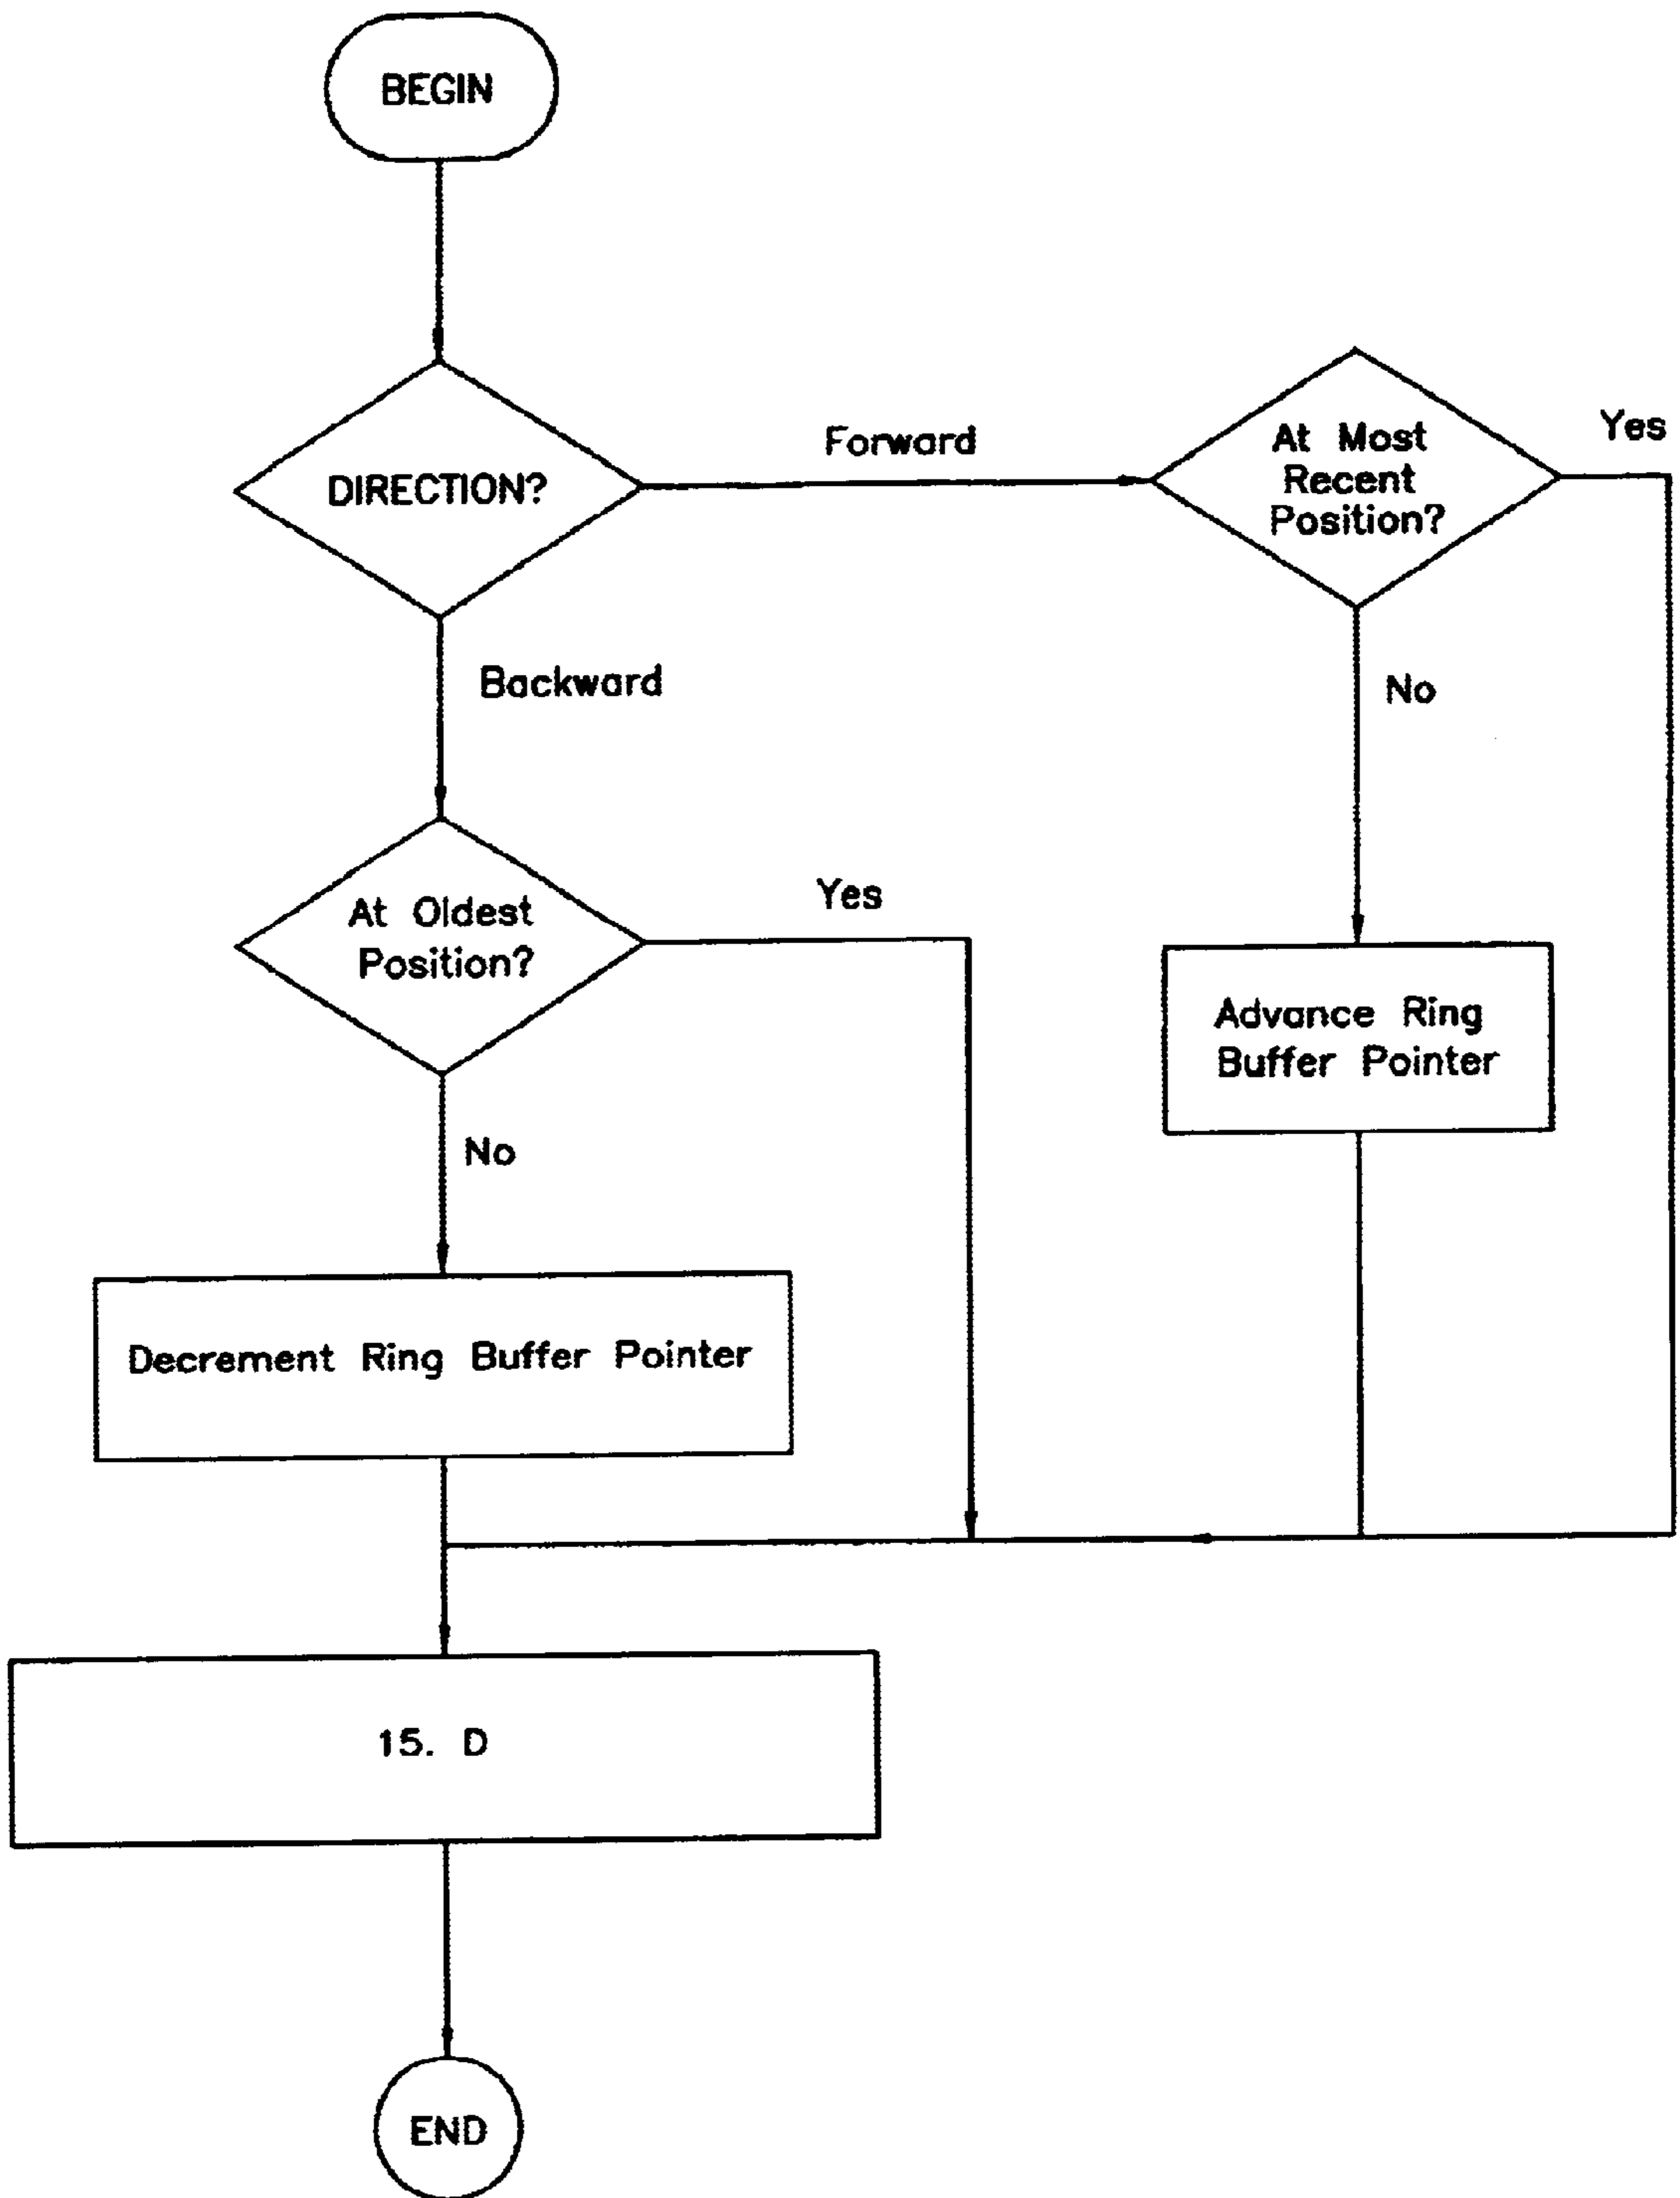 BEGIN
DIRECTION?
Forward
At Most
Recent
Position?
Yes
Backward
No
At Oldest
Position?
Yes
Advance Ring
Buffer Pointer
No
Decrement Ring Buffer Pointer
15. D
END